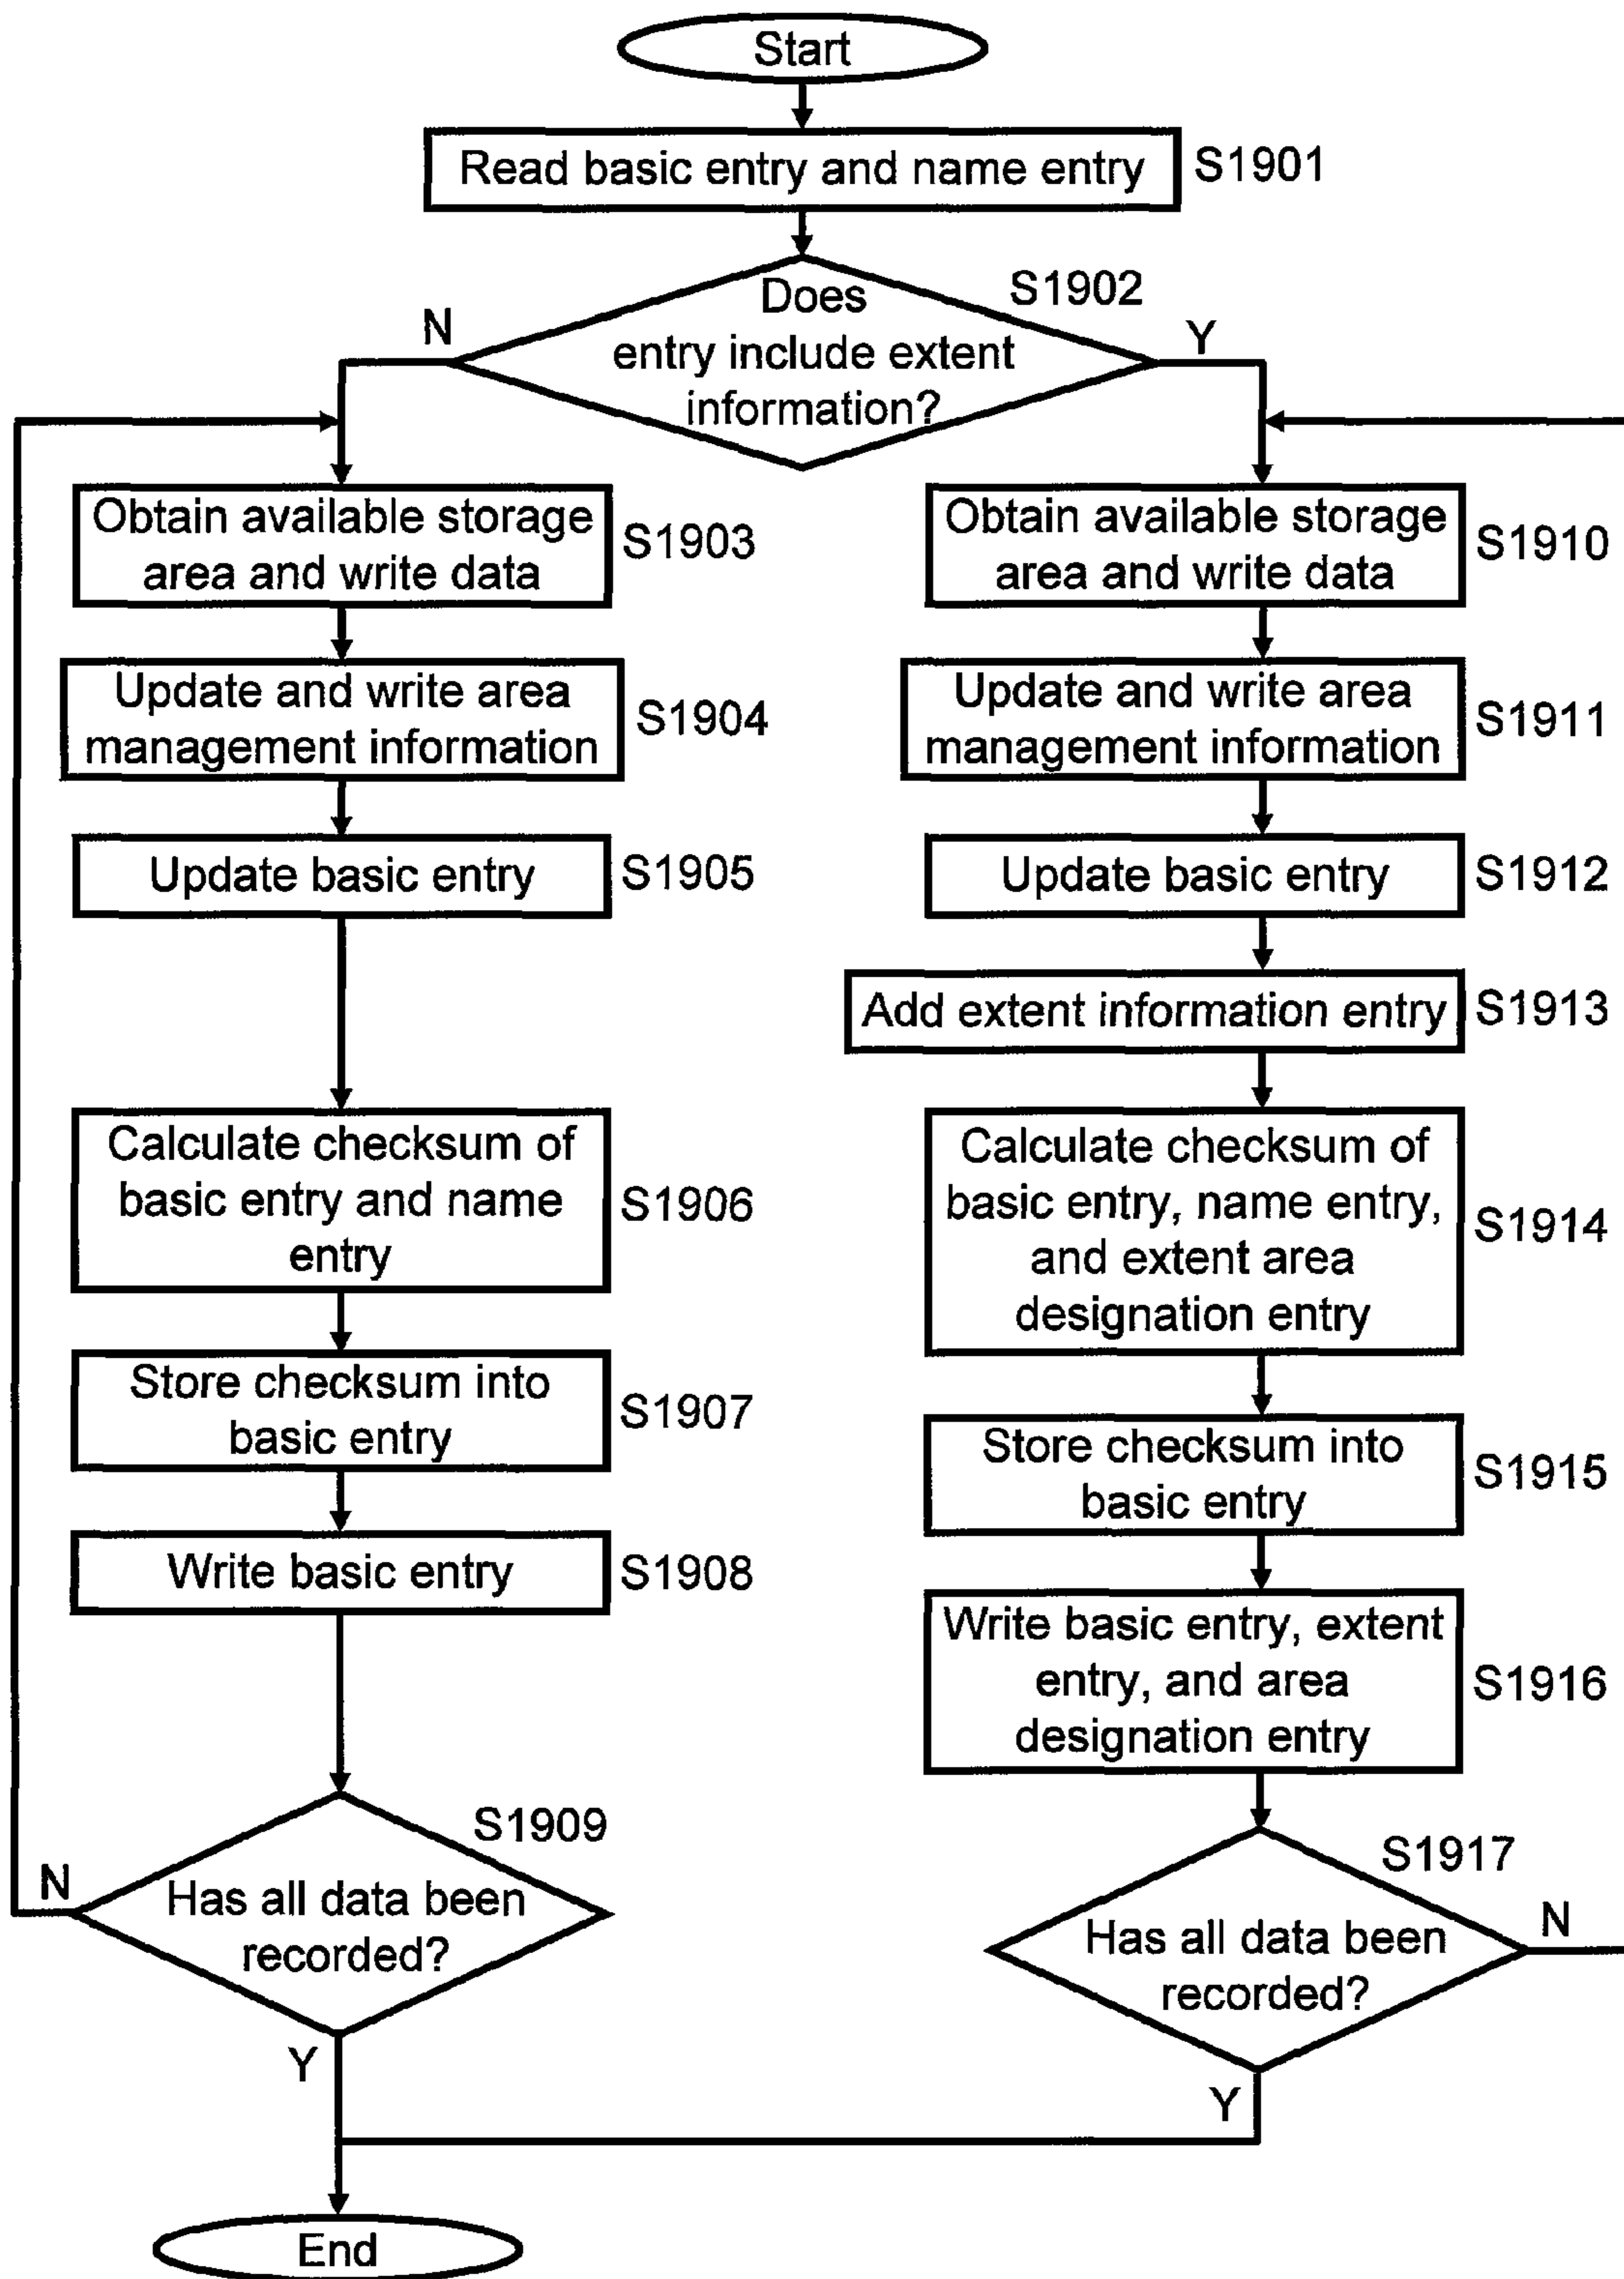 Start
Read basic entry and name entry
S1901
Does
entry include extent
information?
S1902
N
Y
Obtain available storage
area and write data
S1903
Update and write area
management information
S1904
Update basic entry
S1905
Calculate checksum of
basic entry and name
entry
S1906
Store checksum into
basic entry
S1907
Write basic entry
S1908
S1909
Has all data been
recorded?
N
Y
Obtain available storage
area and write data
S1910
Update and write area
management information
S1911
Update basic entry
S1912
Add extent information entry
S1913
Calculate checksum of
basic entry, name entry,
and extent area
designation entry
S1914
Store checksum into
basic entry
S1915
Write basic entry, extent
entry, and area
designation entry
S1916
S1917
Has all data been
recorded?
N
Y
End